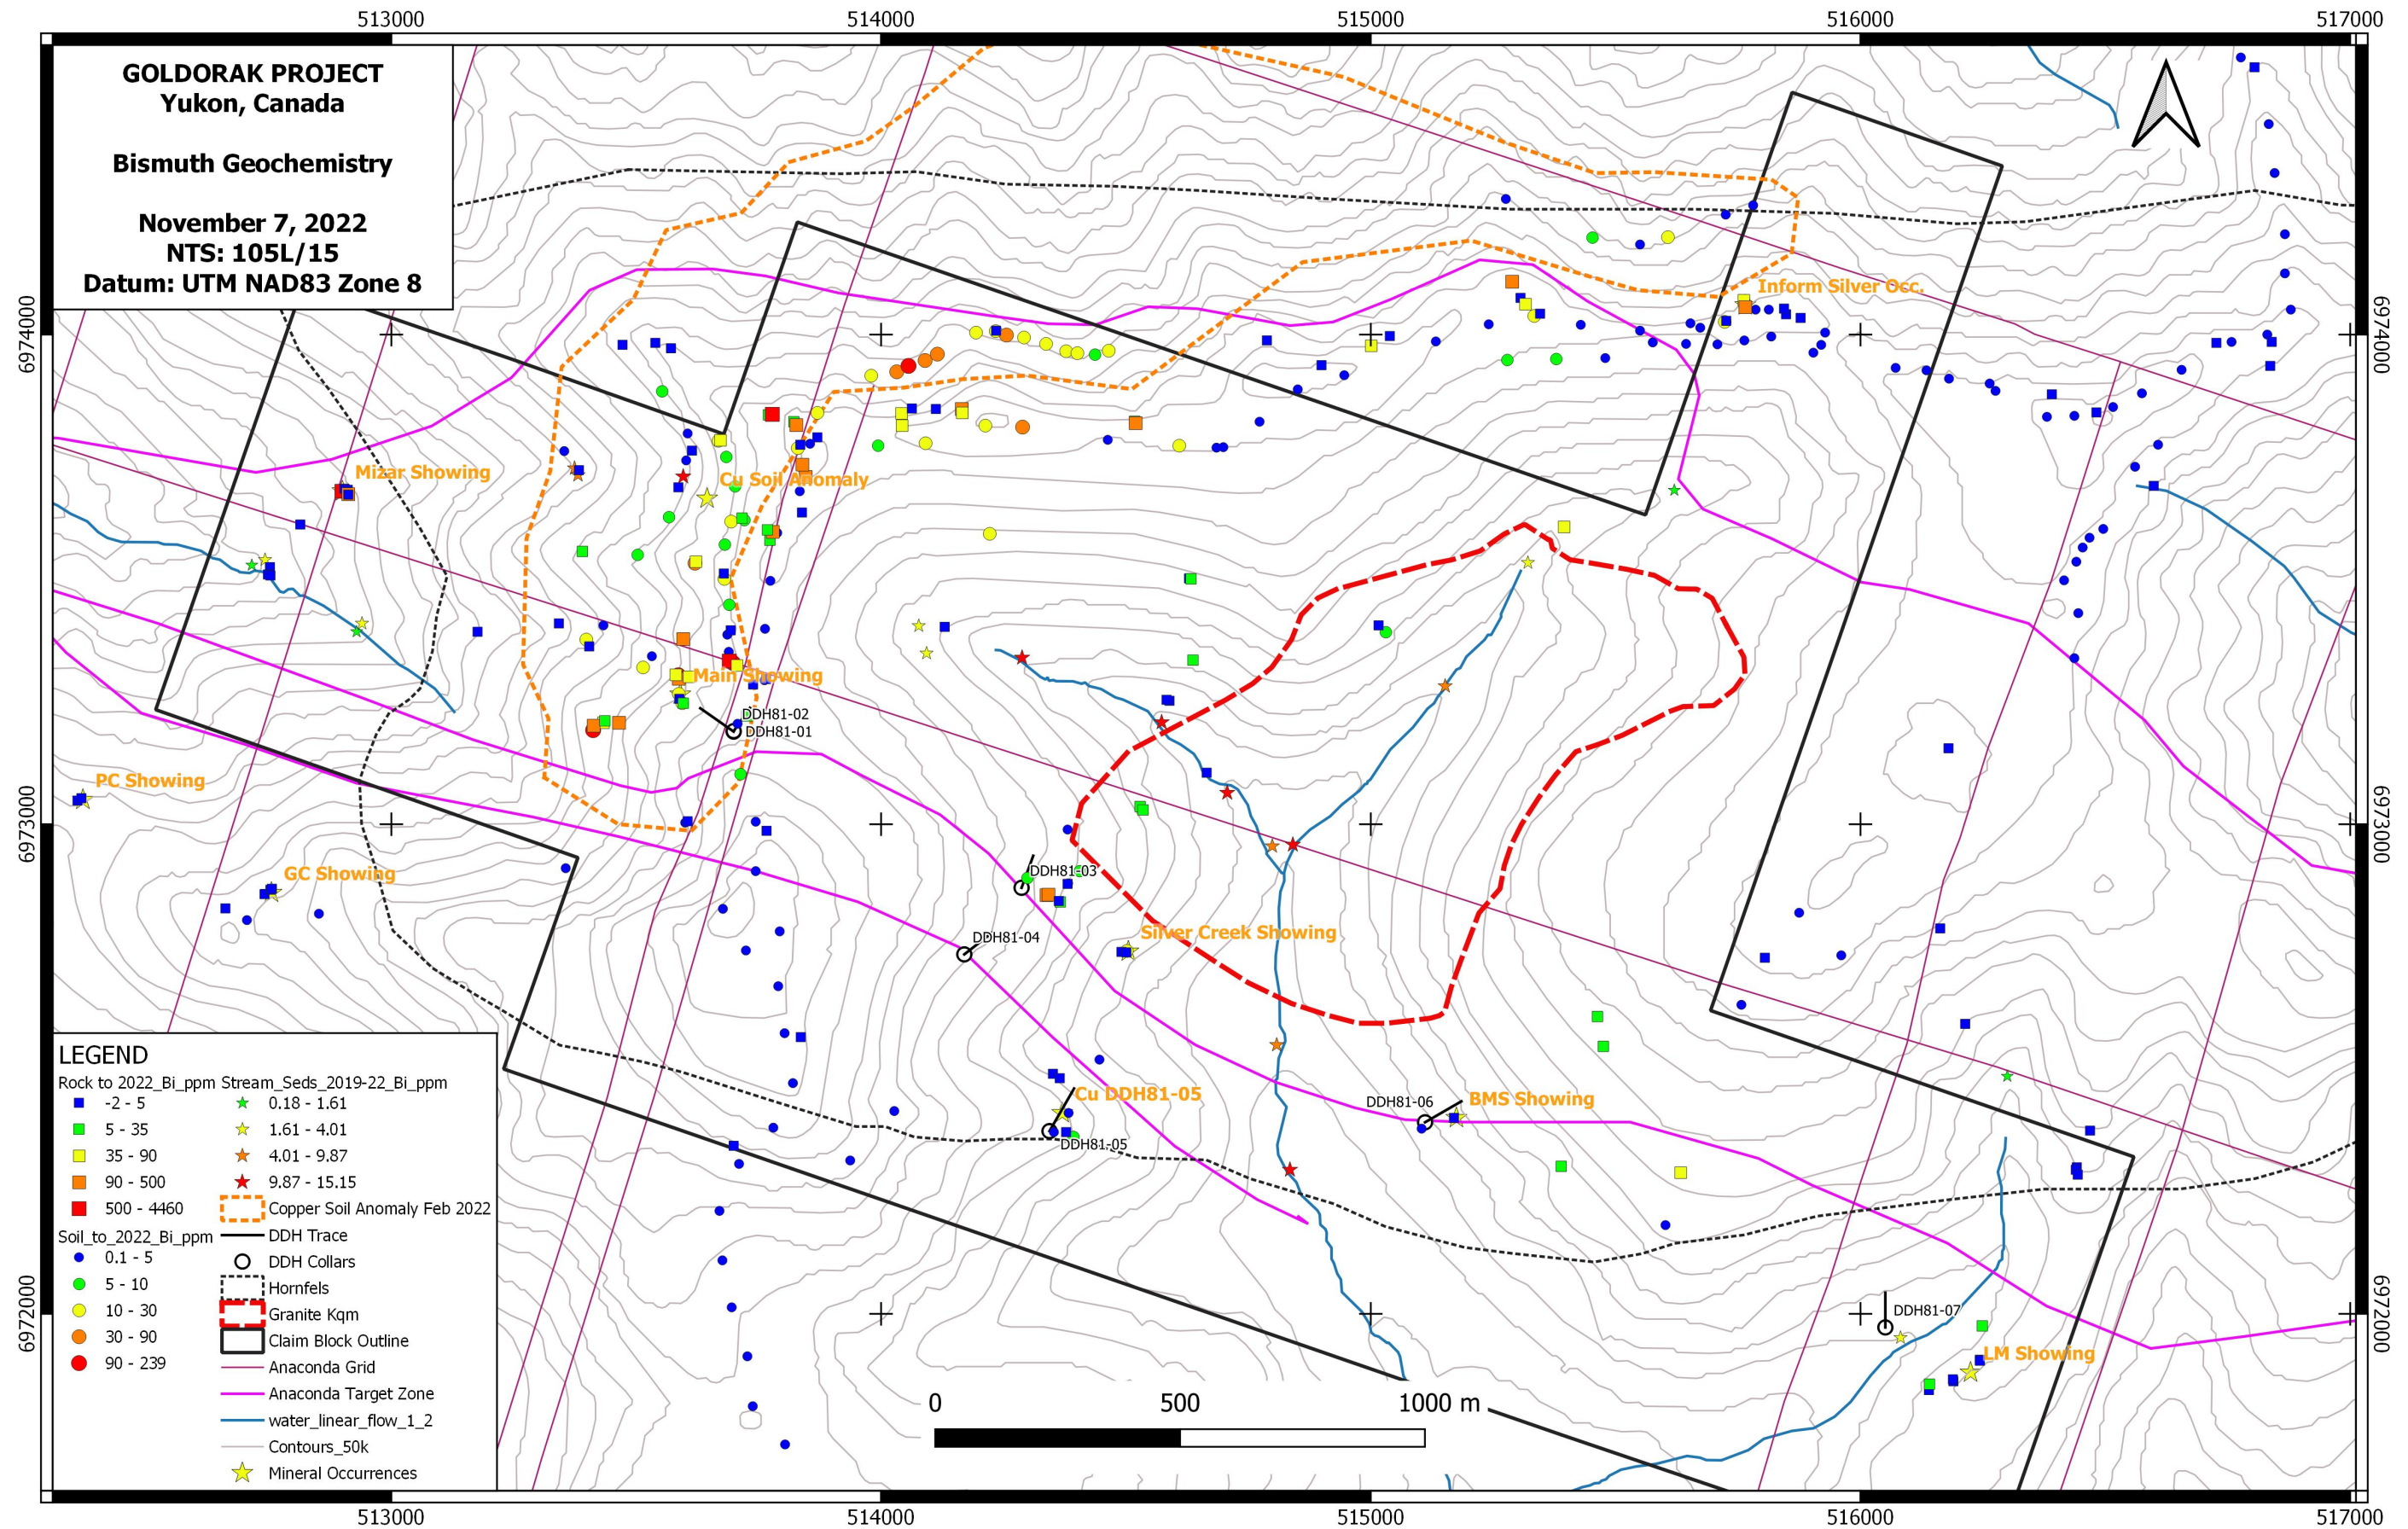 513000
514000
515000
516000
517000
GOLDORAK PROJECT
Yukon, Canada
Bismuth Geochemistry
November 7, 2022
NTS: 105L/15
Datum: UTM NAD83 Zone 8
6974000
6974000
Inform Silver Occ.
Mizar Showing
Cu Soil Anomaly
Main Showing
DDH81-02
DDH81-01
PC Showing
6973000
6973000
GC Showing
DDH81-03
DDH81-04
Silver Creek Showing
Cu DDH81-05
DDH81-05
DDH81-06
BMS Showing
DDH81-07
LM Showing
6972000
6972000
LEGEND
Rock to 2022_Bi_ppm
-2 - 5
5 - 35
35 - 90
90 - 500
500 - 4460
Soil_to_2022_Bi_ppm
0.1 - 5
5 - 10
10 - 30
30 - 90
90 - 239
Stream_Seds_2019-22_Bi_ppm
0.18 - 1.61
1.61 - 4.01
4.01 - 9.87
9.87 - 15.15
Copper Soil Anomaly Feb 2022
DDH Trace
DDH Collars
Hornfels
Granite Kqm
Claim Block Outline
Anaconda Grid
Anaconda Target Zone
water_linear_flow_1_2
Contours_50k
Mineral Occurrences
0 500 1000 m
513000
514000
515000
516000
517000